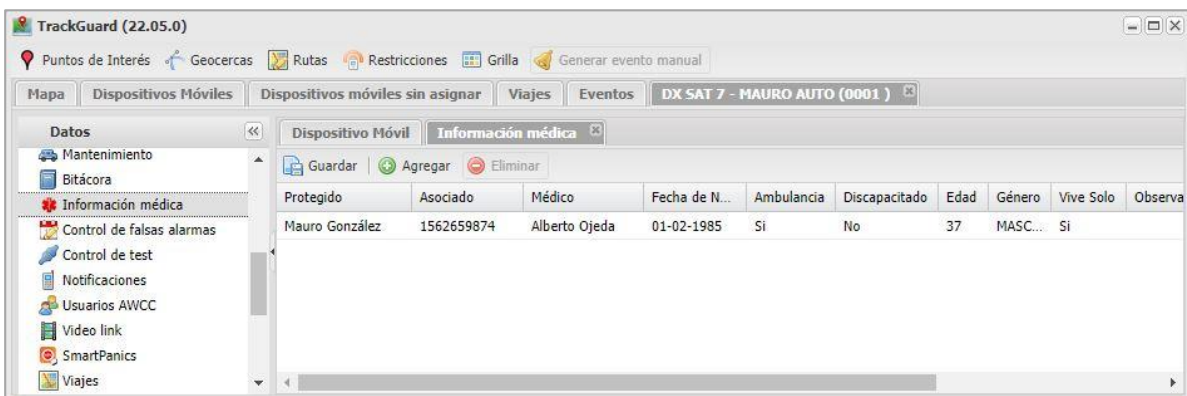 TrackGuard (22.05.0)
Puntos de Interés Geocercas Rutas Restricciones Grilla Generar evento manual
Mapa Dispositivos Móviles Dispositivos móviles sin asignar Viajes Eventos DX SAT 7 - MAURO AUTO (0001 )
Datos
Mantenimiento
Bitácora
Información médica
Control de falsas alarmas
Control de test
Notificaciones
Usuarios AWCC
Video link
SmartPanics
Viajes
Dispositivo Móvil Información médica
Guardar Agregar Eliminar
Protegido Asociado Médico Fecha de N... Ambulancia Discapacitado Edad Género Vive Solo Observa
Mauro González 1562659874 Alberto Ojeda 01-02-1985 Si No 37 MASC... Si